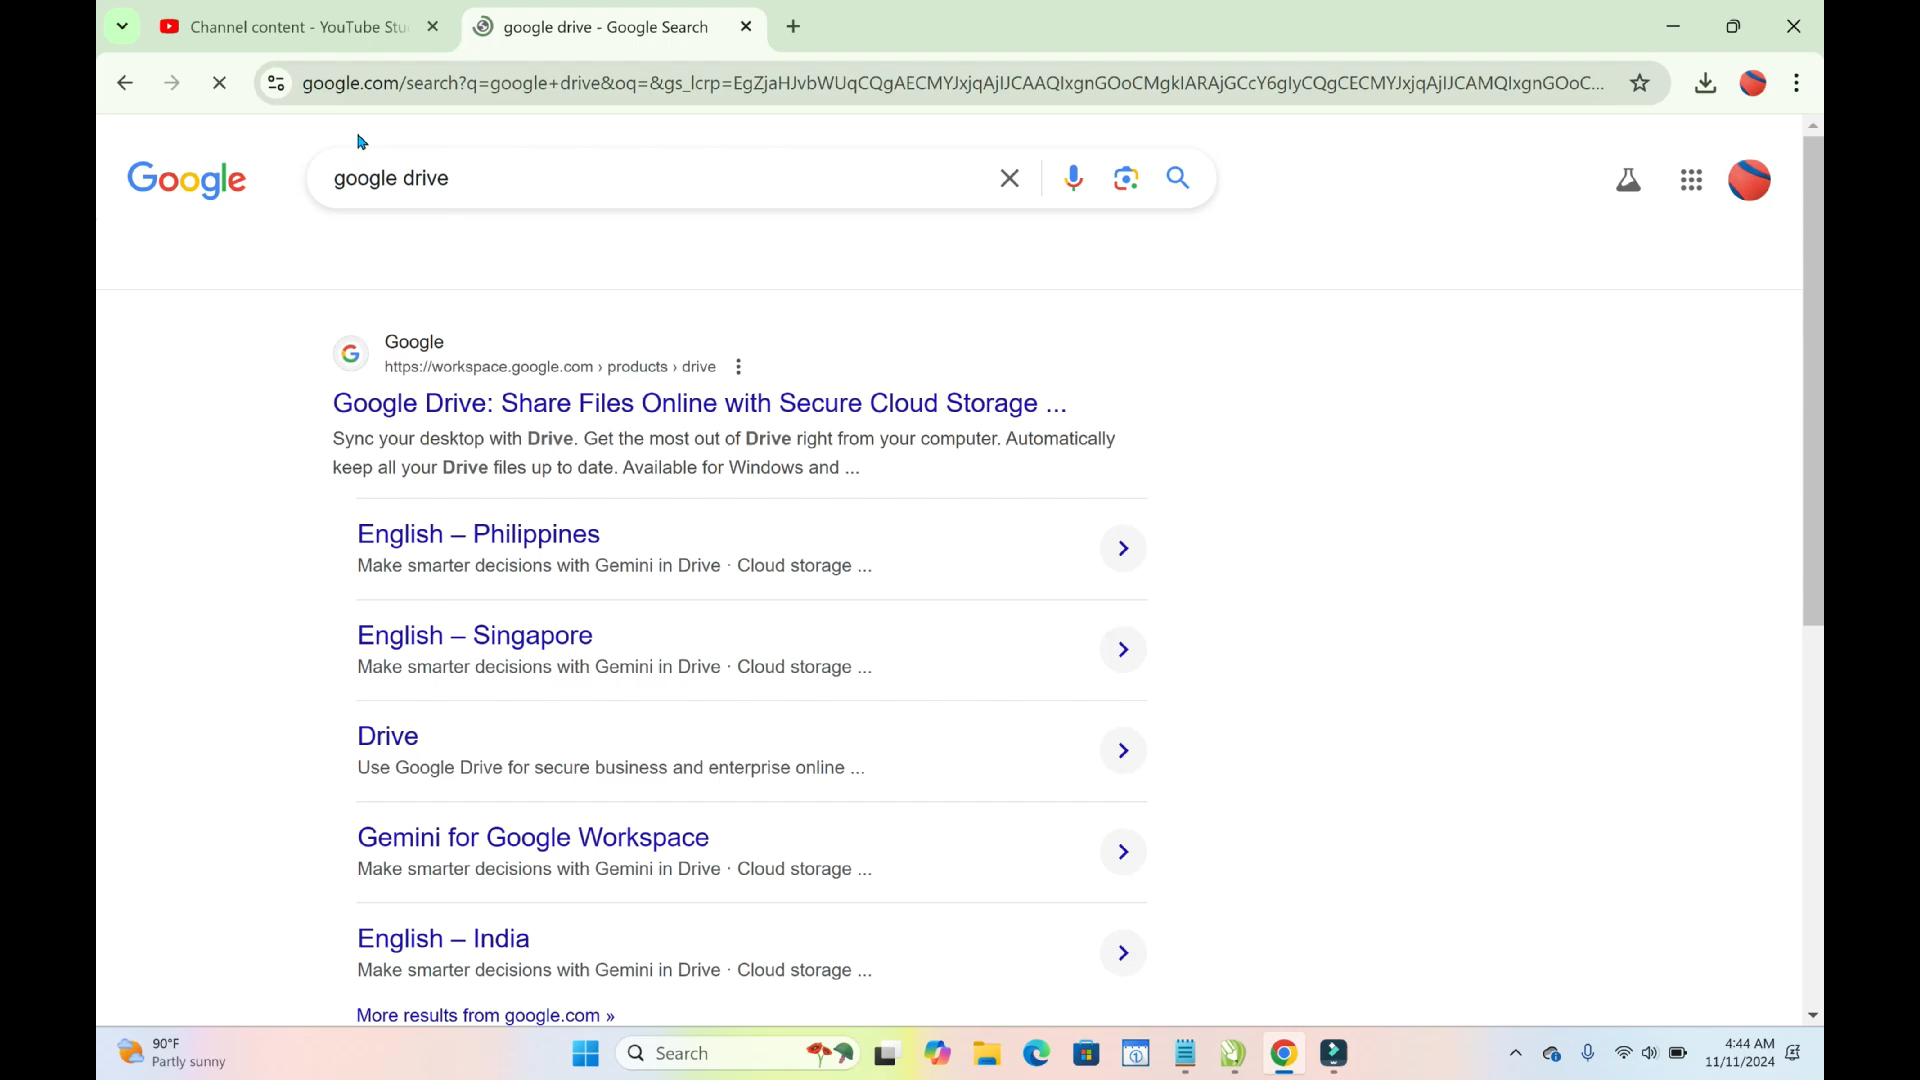 Channel content - YouTube Stu
google drive - Google Search
google.com/search?q=google+drive&oq=&gs_lcrp=EgZjaHJvbWUqCQgAECMYJxjqAjIJCAAQIxgnGOoCMgkIARAjGCcY6gIyCQgCECMYJxjqAjIJCAMQIxgnGOoC...
Google
google drive
Google
https://workspace.google.com › products › drive
Google Drive: Share Files Online with Secure Cloud Storage ...
Sync your desktop with Drive. Get the most out of Drive right from your computer. Automatically
keep all your Drive files up to date. Available for Windows and ...
English – Philippines
Make smarter decisions with Gemini in Drive · Cloud storage ...
English – Singapore
Make smarter decisions with Gemini in Drive · Cloud storage ...
Drive
Use Google Drive for secure business and enterprise online ...
Gemini for Google Workspace
Make smarter decisions with Gemini in Drive · Cloud storage ...
English – India
Make smarter decisions with Gemini in Drive · Cloud storage ...
More results from google.com »
90°F
Partly sunny
Search
4:44 AM
11/11/2024